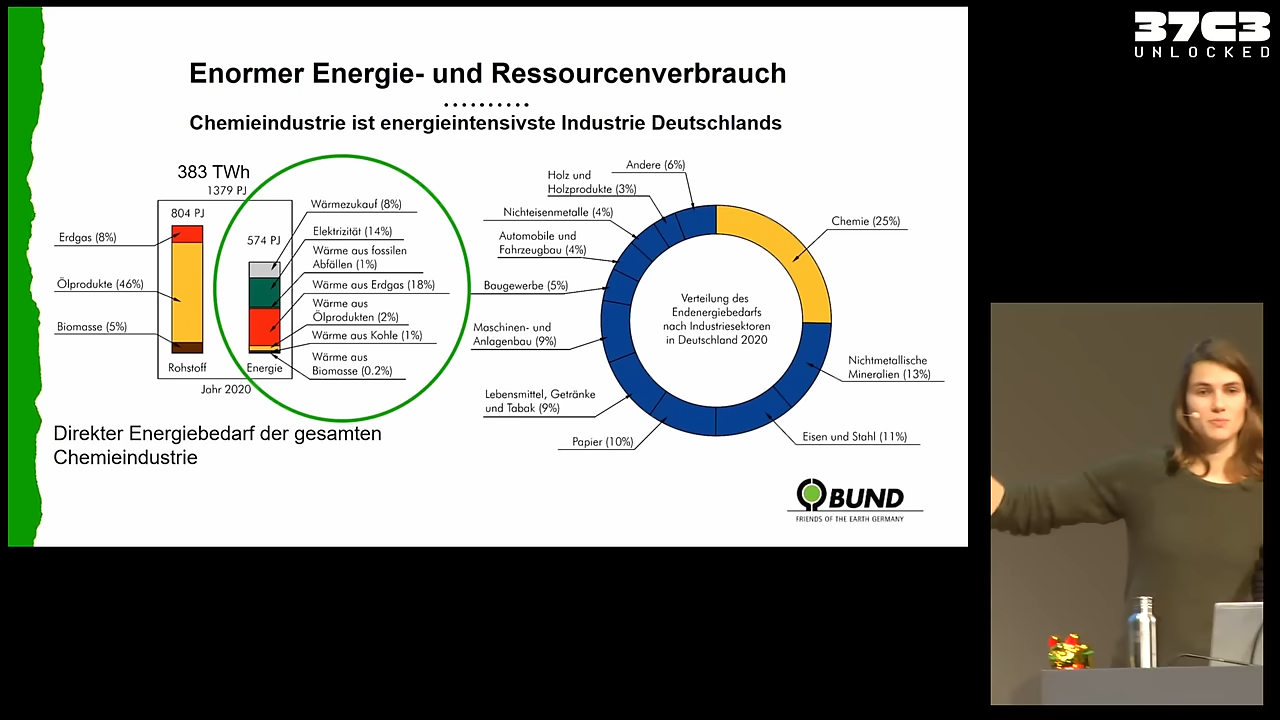 37C3
UNLOCKED
Enormer Energie- und Ressourcenverbrauch
Chemieindustrie ist energieintensivste Industrie Deutschlands
383 TWh
1379 PJ
804 PJ
574 PJ
Erdgas (8%)
Ölprodukte (46%)
Biomasse (5%)
Rohstoff
Energie
Jahr 2020
Wärmezukauf (8%)
Elektrizität (14%)
Wärme aus fossilen
Abfällen (1%)
Wärme aus Erdgas (18%)
Wärme aus
Ölprodukten (2%)
Wärme aus Kohle (1%)
Wärme aus
Biomasse (0.2%)
Direkter Energiebedarf der gesamten
Chemieindustrie
Andere (6%)
Holz und
Holzprodukte (3%)
Nichteisenmetalle (4%)
Automobile und
Fahrzeugbau (4%)
Baugewerbe (5%)
Maschinen- und
Anlagenbau (9%)
Lebensmittel, Getränke
und Tabak (9%)
Papier (10%)
Eisen und Stahl (11%)
Nichtmetallische
Mineralien (13%)
Chemie (25%)
Verteilung des
Endenergiebedarfs
nach Industriesektoren
in Deutschland 2020
BUND
FRIENDS OF THE EARTH GERMANY